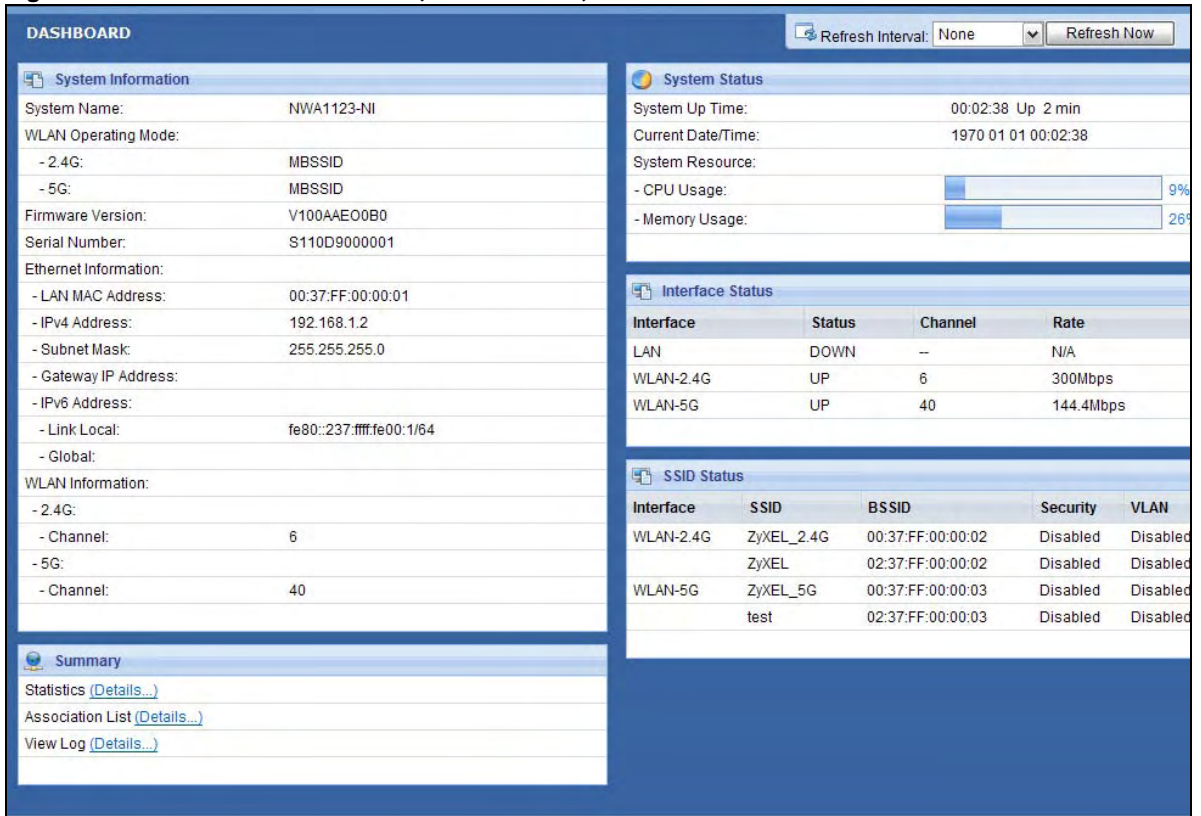 DASHBOARD
Refresh Interval: None Refresh Now
System Information
System Name: NWA1123-NI
WLAN Operating Mode:
- 2.4G: MBSSID
- 5G: MBSSID
Firmware Version: V100AAEO0B0
Serial Number: S110D9000001
Ethernet Information:
- LAN MAC Address: 00:37:FF:00:00:01
- IPv4 Address: 192.168.1.2
- Subnet Mask: 255.255.255.0
- Gateway IP Address:
- IPv6 Address:
- Link Local: fe80::237:ffff:fe00:1/64
- Global:
WLAN Information:
- 2.4G:
- Channel: 6
- 5G:
- Channel: 40
Summary
Statistics (Details...)
Association List (Details...)
View Log (Details...)
System Status
System Up Time: 00:02:38 Up 2 min
Current Date/Time: 1970 01 01 00:02:38
System Resource:
- CPU Usage: 9%
- Memory Usage: 26%
Interface Status
Interface Status Channel Rate
LAN DOWN -- N/A
WLAN-2.4G UP 6 300Mbps
WLAN-5G UP 40 144.4Mbps
SSID Status
Interface SSID BSSID Security VLAN
WLAN-2.4G ZyXEL_2.4G 00:37:FF:00:00:02 Disabled Disabled
ZyXEL 02:37:FF:00:00:02 Disabled Disabled
WLAN-5G ZyXEL_5G 00:37:FF:00:00:03 Disabled Disabled
test 02:37:FF:00:00:03 Disabled Disabled